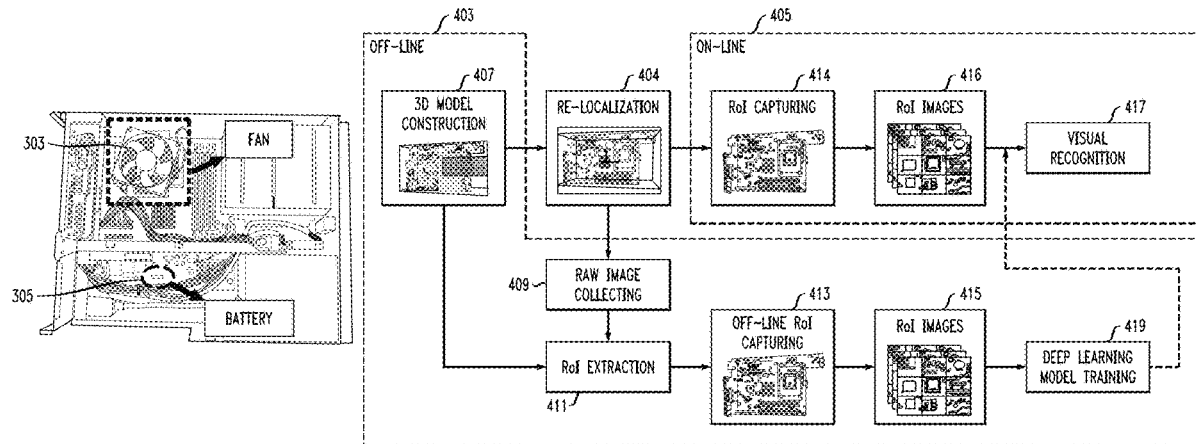 303
FAN
305
BATTERY
403
OFF-LINE
405
ON-LINE
407
3D MODEL
CONSTRUCTION
404
RE-LOCALIZATION
414
RoI CAPTURING
416
RoI IMAGES
417
VISUAL
RECOGNITION
409
RAW IMAGE
COLLECTING
RoI EXTRACTION
411
413
OFF-LINE RoI
CAPTURING
415
RoI IMAGES
419
DEEP LEARNING
MODEL TRAINING